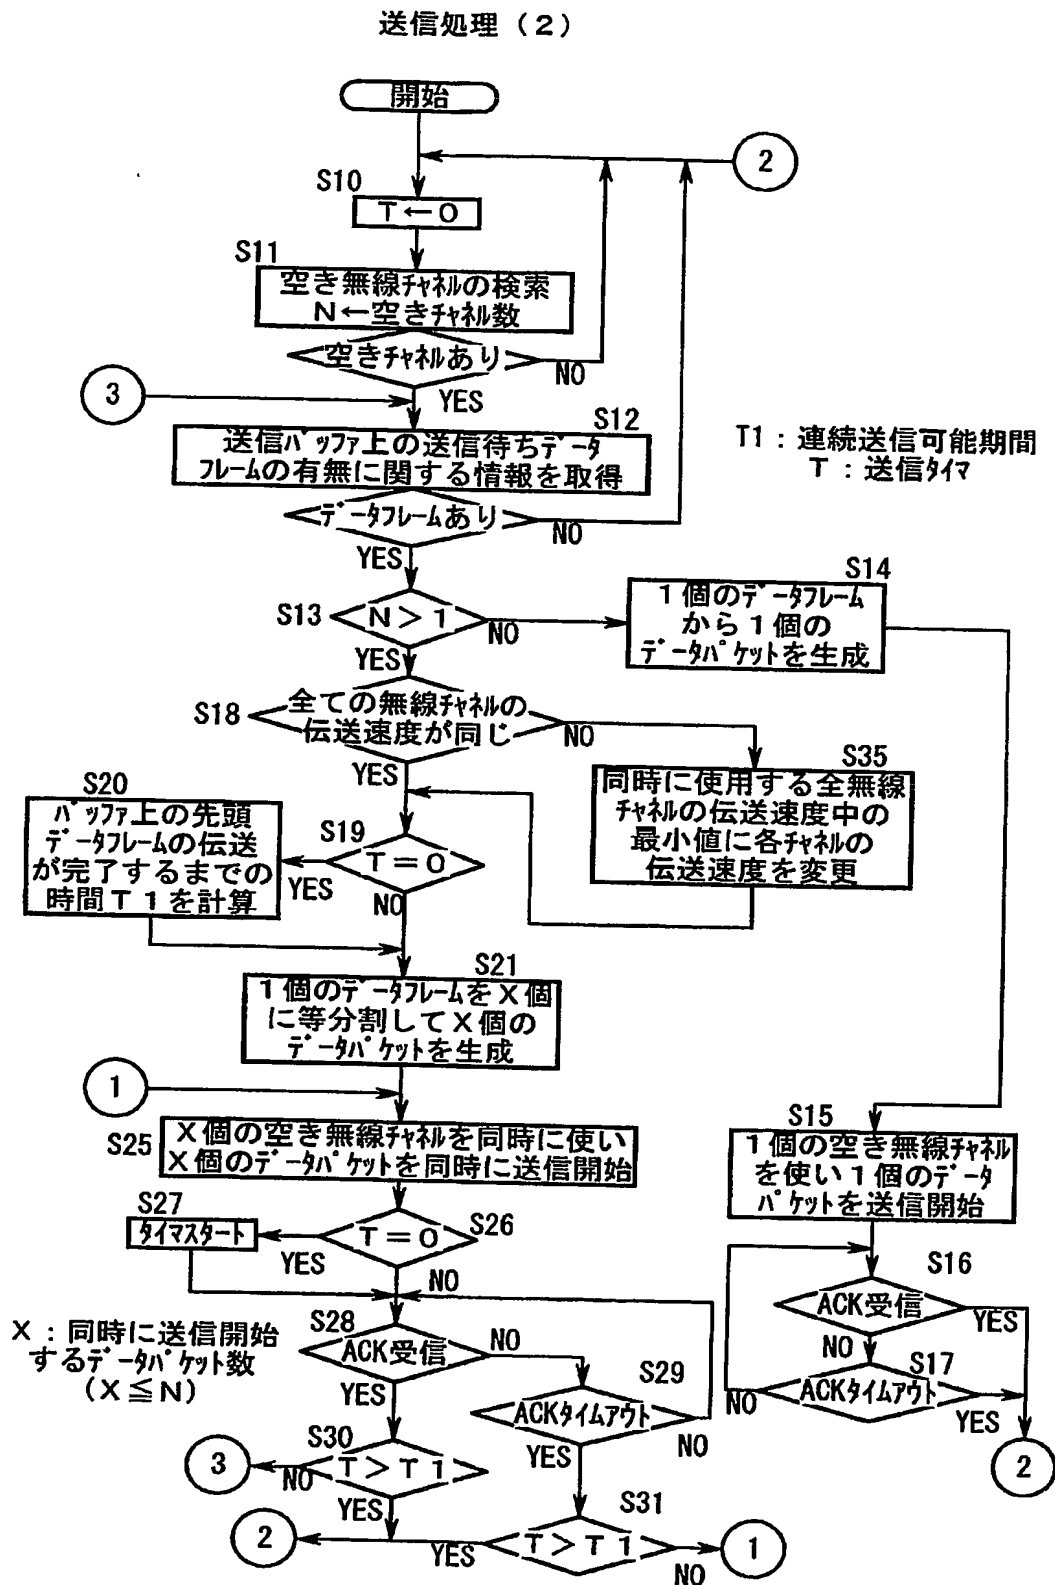 送信処理（２）
開始
2
S10
T←0
S11
空き無線ﾁｬﾈﾙの検索
N←空きﾁｬﾈﾙ数
空きﾁｬﾈﾙあり
NO
YES
3
S12
送信ﾊﾞｯﾌｧ上の送信待ちﾃﾞｰﾀ
ﾌﾚｰﾑの有無に関する情報を取得
T1：連続送信可能期間
T：送信ﾀｲﾏ
ﾃﾞｰﾀﾌﾚｰﾑあり
NO
YES
S13
N＞1
NO
YES
S14
1個のﾃﾞｰﾀﾌﾚｰﾑ
から1個の
ﾃﾞｰﾀﾊﾟｹｯﾄを生成
S18
全ての無線ﾁｬﾈﾙの
伝送速度が同じ
NO
YES
S35
同時に使用する全無線
ﾁｬﾈﾙの伝送速度中の
最小値に各ﾁｬﾈﾙの
伝送速度を変更
S20
ﾊﾞｯﾌｧ上の先頭
ﾃﾞｰﾀﾌﾚｰﾑの伝送
が完了するまでの
時間T1を計算
S19
T＝0
YES
NO
S21
1個のﾃﾞｰﾀﾌﾚｰﾑをX個
に等分割してX個の
ﾃﾞｰﾀﾊﾟｹｯﾄを生成
1
S25
X個の空き無線ﾁｬﾈﾙを同時に使い
X個のﾃﾞｰﾀﾊﾟｹｯﾄを同時に送信開始
S15
1個の空き無線ﾁｬﾈﾙ
を使い1個のﾃﾞｰﾀ
ﾊﾟｹｯﾄを送信開始
S27
ﾀｲﾏｽﾀｰﾄ
S26
T＝0
YES
NO
S16
ACK受信
YES
NO
S17
ACKﾀｲﾑｱｳﾄ
NO
YES
2
X：同時に送信開始
するﾃﾞｰﾀﾊﾟｹｯﾄ数
（X≦N）
S28
ACK受信
NO
YES
S29
ACKﾀｲﾑｱｳﾄ
NO
YES
S30
T＞T1
NO
YES
3
2
S31
T＞T1
YES
NO
1